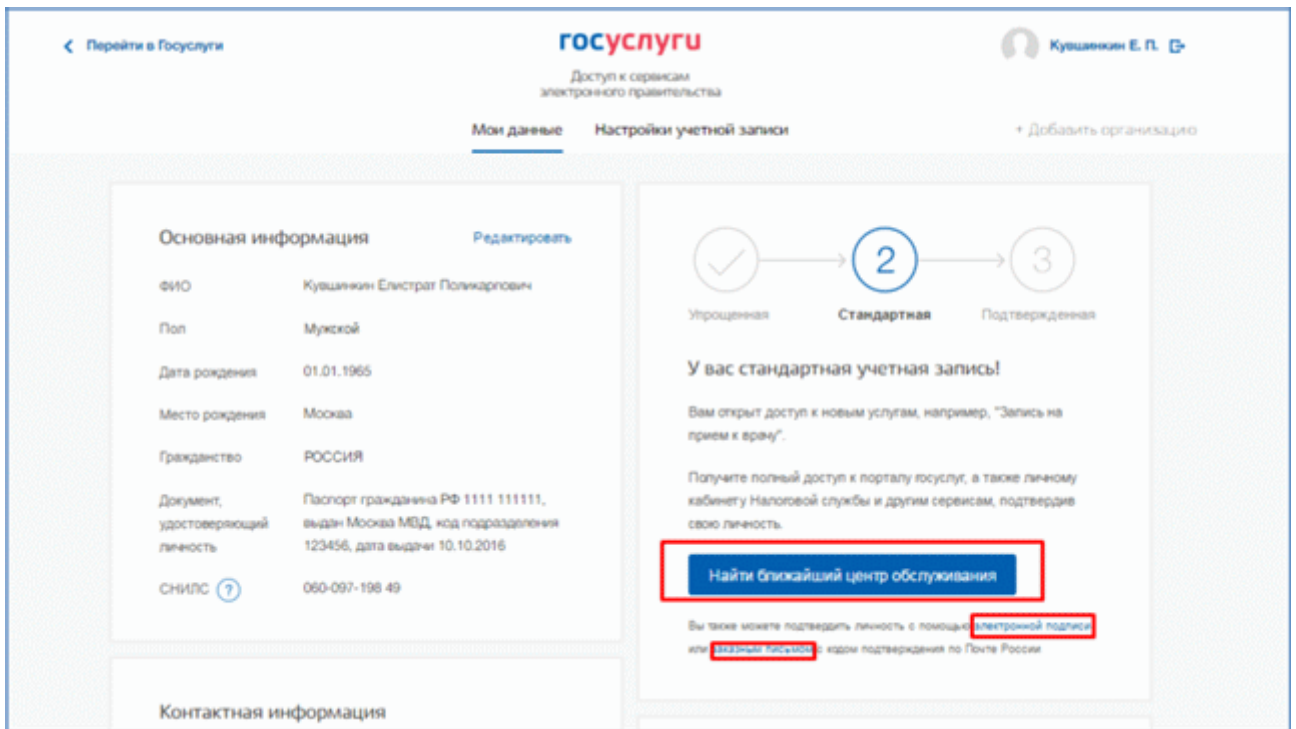 Перейти в Госуслуги
госуслуги
Кувшинкин Е. П.
Доступ к сервисам
электронного правительства
Мои данные
Настройки учетной записи
+ Добавить организацию
Основная информация
Редактировать
ФИО
Кувшинкин Елистрат Поликарпович
Пол
Мужской
Дата рождения
01.01.1965
Место рождения
Москва
Гражданство
РОССИЯ
Документ,
удостоверяющий
личность
Паспорт гражданина РФ 1111 111111,
выдан Москва МВД, код подразделения
123456, дата выдачи 10.10.2016
СНИЛС ?
060-097-198 49
Контактная информация
2
3
Упрощенная
Стандартная
Подтвержденная
У вас стандартная учетная запись!
Вам открыт доступ к новым услугам, например, "Запись на
прием к врачу".
Получите полный доступ к порталу госуслуг, а также личному
кабинету Налоговой службы и другим сервисам, подтвердив
свою личность.
Найти ближайший центр обслуживания
Вы также можете подтвердить личность с помощью электронной подписи
или заказным письмом с кодом подтверждения по Почте России